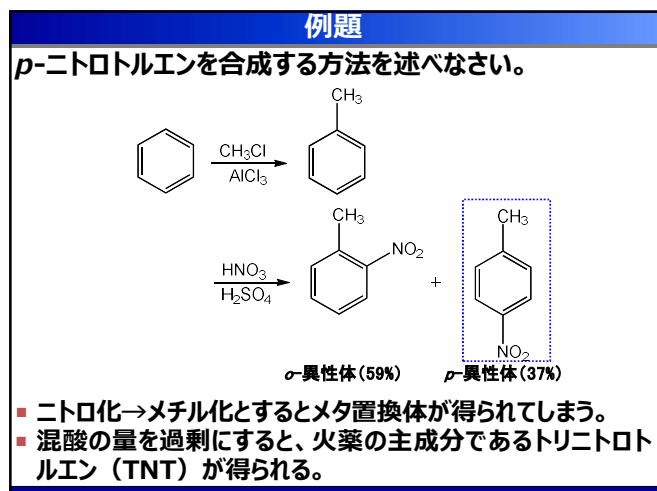 例題
p-ニトロトルエンを合成する方法を述べなさい。
CH3
CH3Cl
AlCl3
CH3
NO2
HNO3
H2SO4
+
CH3
NO2
o-異性体(59%)
p-異性体(37%)
ニトロ化→メチル化とするとメタ置換体が得られてしまう。
混酸の量を過剰にすると、火薬の主成分であるトリニトロト
ルエン（TNT）が得られる。